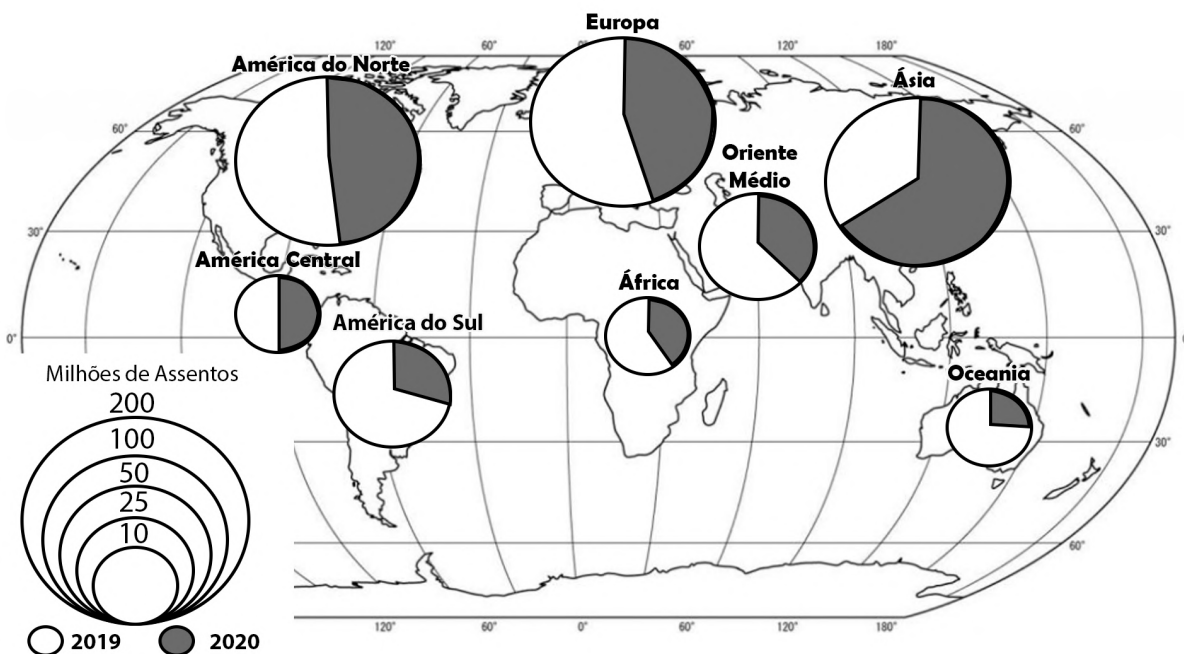 Europa
120° 60° 0° 60° 120° 180°
América do Norte
Ásia
60°
60°
Oriente
Médio
30°
30°
América Central
África
América do Sul
0°
Milhões de Assentos
Oceania
200
100
50
25
10
30°
60°
120° 60° 0° 60° 120° 180°
2019 2020